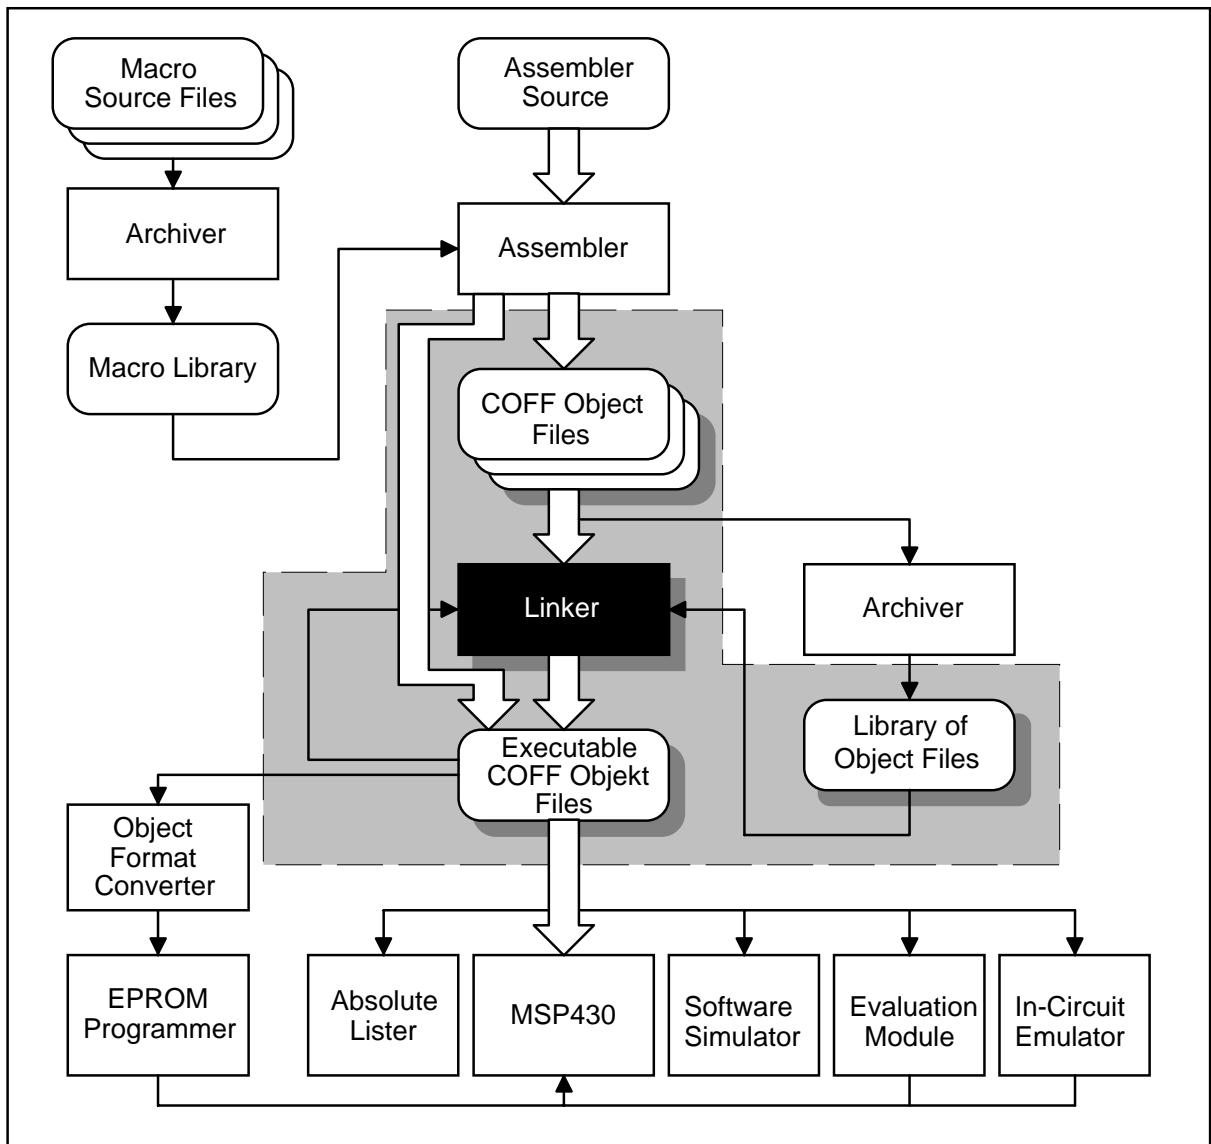 Macro
Source Files
Assembler
Source
Archiver
Assembler
Macro Library
COFF Object
Files
Linker
Archiver
Library of
Object Files
Executable
COFF Objekt
Files
Object
Format
Converter
EPROM
Programmer
Absolute
Lister
MSP430
Software
Simulator
Evaluation
Module
In-Circuit
Emulator